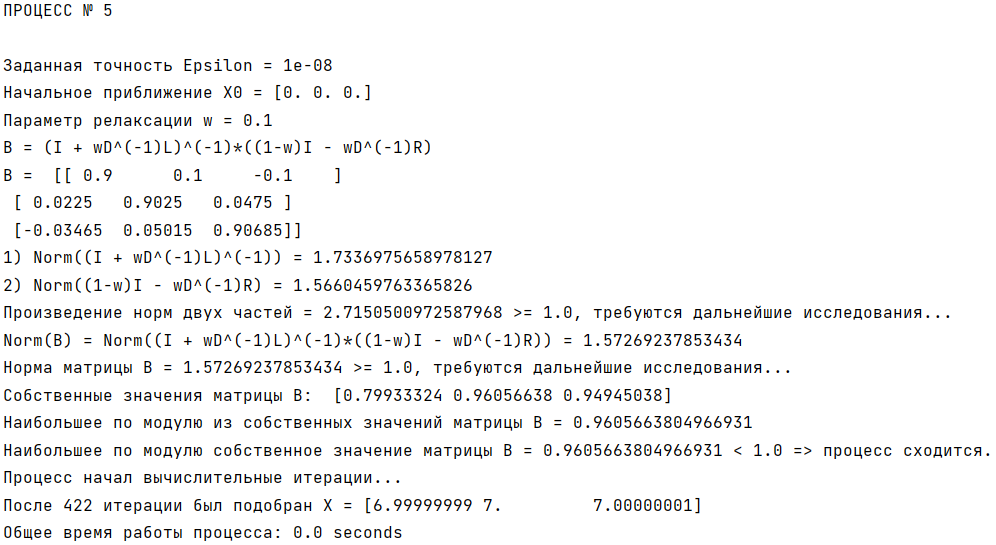 ПРОЦЕСС № 5
Заданная точность Epsilon = 1e-08
Начальное приближение X0 = [0. 0. 0.]
Параметр релаксации w = 0.1
B = (I + wD^(-1)L)^(-1)*((1-w)I - wD^(-1)R)
B =  [[ 0.9      0.1     -0.1    ]
 [ 0.0225   0.9025   0.0475 ]
 [-0.03465  0.05015  0.90685]]
1) Norm((I + wD^(-1)L)^(-1)) = 1.7336975658978127
2) Norm((1-w)I - wD^(-1)R) = 1.5660459763365826
Произведение норм двух частей = 2.7150500972587968 >= 1.0, требуются дальнейшие исследования...
Norm(B) = Norm((I + wD^(-1)L)^(-1)*((1-w)I - wD^(-1)R)) = 1.57269237853434
Норма матрицы B = 1.57269237853434 >= 1.0, требуются дальнейшие исследования...
Собственные значения матрицы B:  [0.79933324 0.96056638 0.94945038]
Наибольшее по модулю из собственных значений матрицы B = 0.9605663804966931
Наибольшее по модулю собственное значение матрицы B = 0.9605663804966931 < 1.0 => процесс сходится.
Процесс начал вычислительные итерации...
После 422 итерации был подобран X = [6.99999999 7.         7.00000001]
Общее время работы процесса: 0.0 seconds